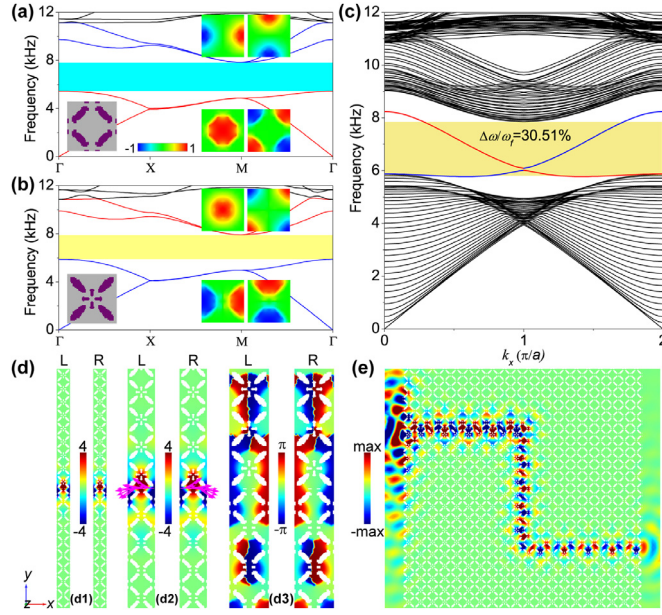 (a)
12
8
4
0
Frequency (kHz)
-1 1
Γ X M Γ
(b)
12
8
4
0
Frequency (kHz)
Γ X M Γ
(c)
12
10
8
6
4
2
0
Frequency (kHz)
Δω/ωf=30.51%
0 1 2
kx(π/a)
(d)
L R L R L R
4 4 π
-4 -4 -π
y
z x
(d1) (d2) (d3)
(e)
max
-max